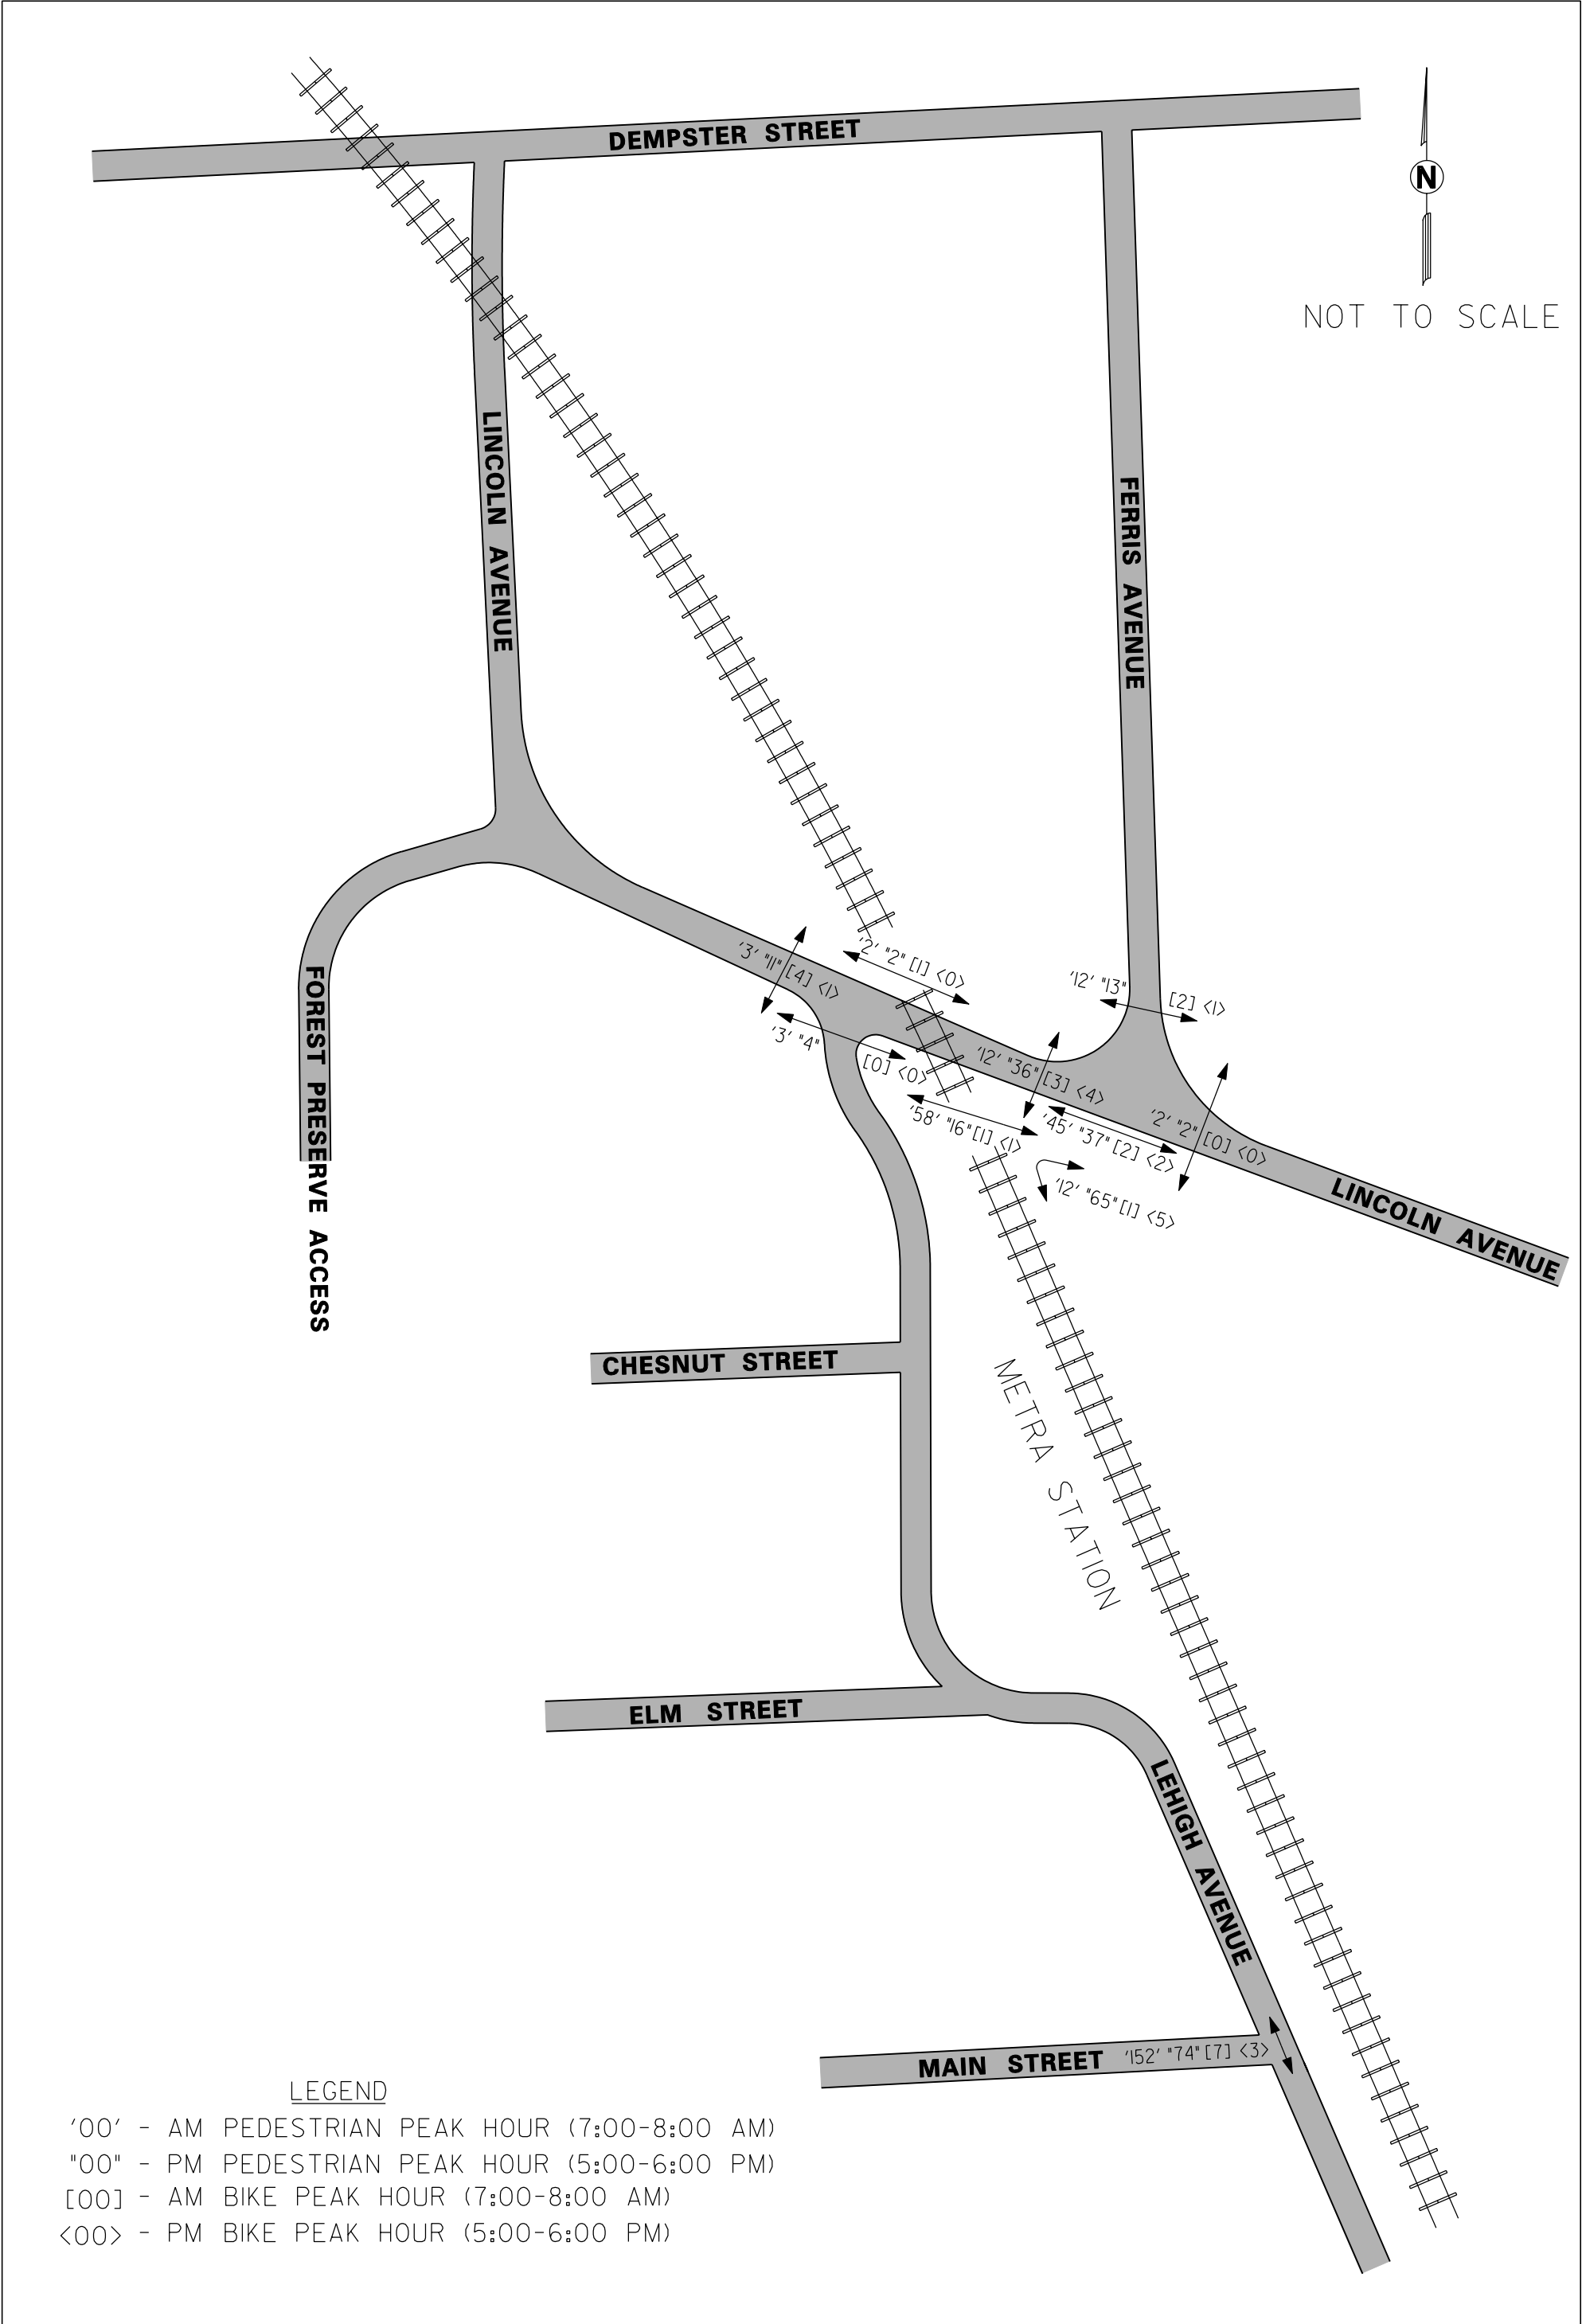 DEMPSTER STREET
N
NOT TO SCALE
LINCOLN AVENUE
FERRIS AVENUE
FOREST PRESERVE ACCESS
'3' "11" [4] <1>
'2' "2" [1] <0>
'12' "13" [2] <1>
'3' "4" [0] <0>
'12' "36" [3] <4>
'58' "16" [1] <1>
'45' "37" [2] <2>
'2' "2" [0] <0>
'12' "65" [1] <5>
LINCOLN AVENUE
CHESNUT STREET
METRA STATION
ELM STREET
LEHIGH AVENUE
MAIN STREET '152' "74" [7] <3>
LEGEND
'00' - AM PEDESTRIAN PEAK HOUR (7:00-8:00 AM)
"00" - PM PEDESTRIAN PEAK HOUR (5:00-6:00 PM)
[00] - AM BIKE PEAK HOUR (7:00-8:00 AM)
<00> - PM BIKE PEAK HOUR (5:00-6:00 PM)